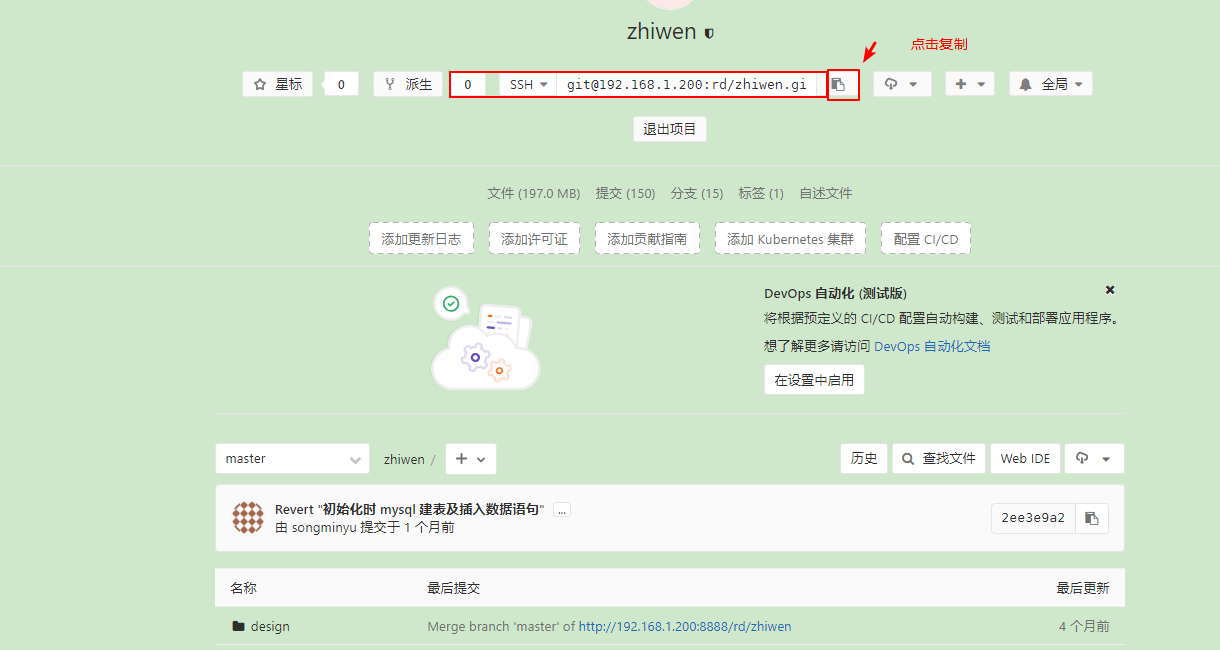 zhiwen
点击复制
星标 0 派生 0 SSH git@192.168.1.200:rd/zhiwen.gi 全局
退出项目
文件 (197.0 MB) 提交 (150) 分支 (15) 标签 (1) 自述文件
添加更新日志 添加许可证 添加贡献指南 添加 Kubernetes 集群 配置 CI/CD
DevOps 自动化 (测试版)
将根据预定义的 CI/CD 配置自动构建、测试和部署应用程序。
想了解更多请访问 DevOps 自动化文档
在设置中启用
master zhiwen / 历史 查找文件 Web IDE
Revert "初始化时 mysql 建表及插入数据语句" ...
由 songminyu 提交于 1 个月前
2ee3e9a2
名称 最后提交 最后更新
design Merge branch 'master' of http://192.168.1.200:8888/rd/zhiwen 4 个月前